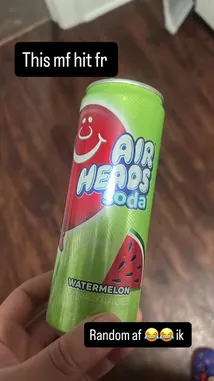 This mf hit fr
AIR
HEADS
soda
WATERMELON
Random af 😂😂 ik